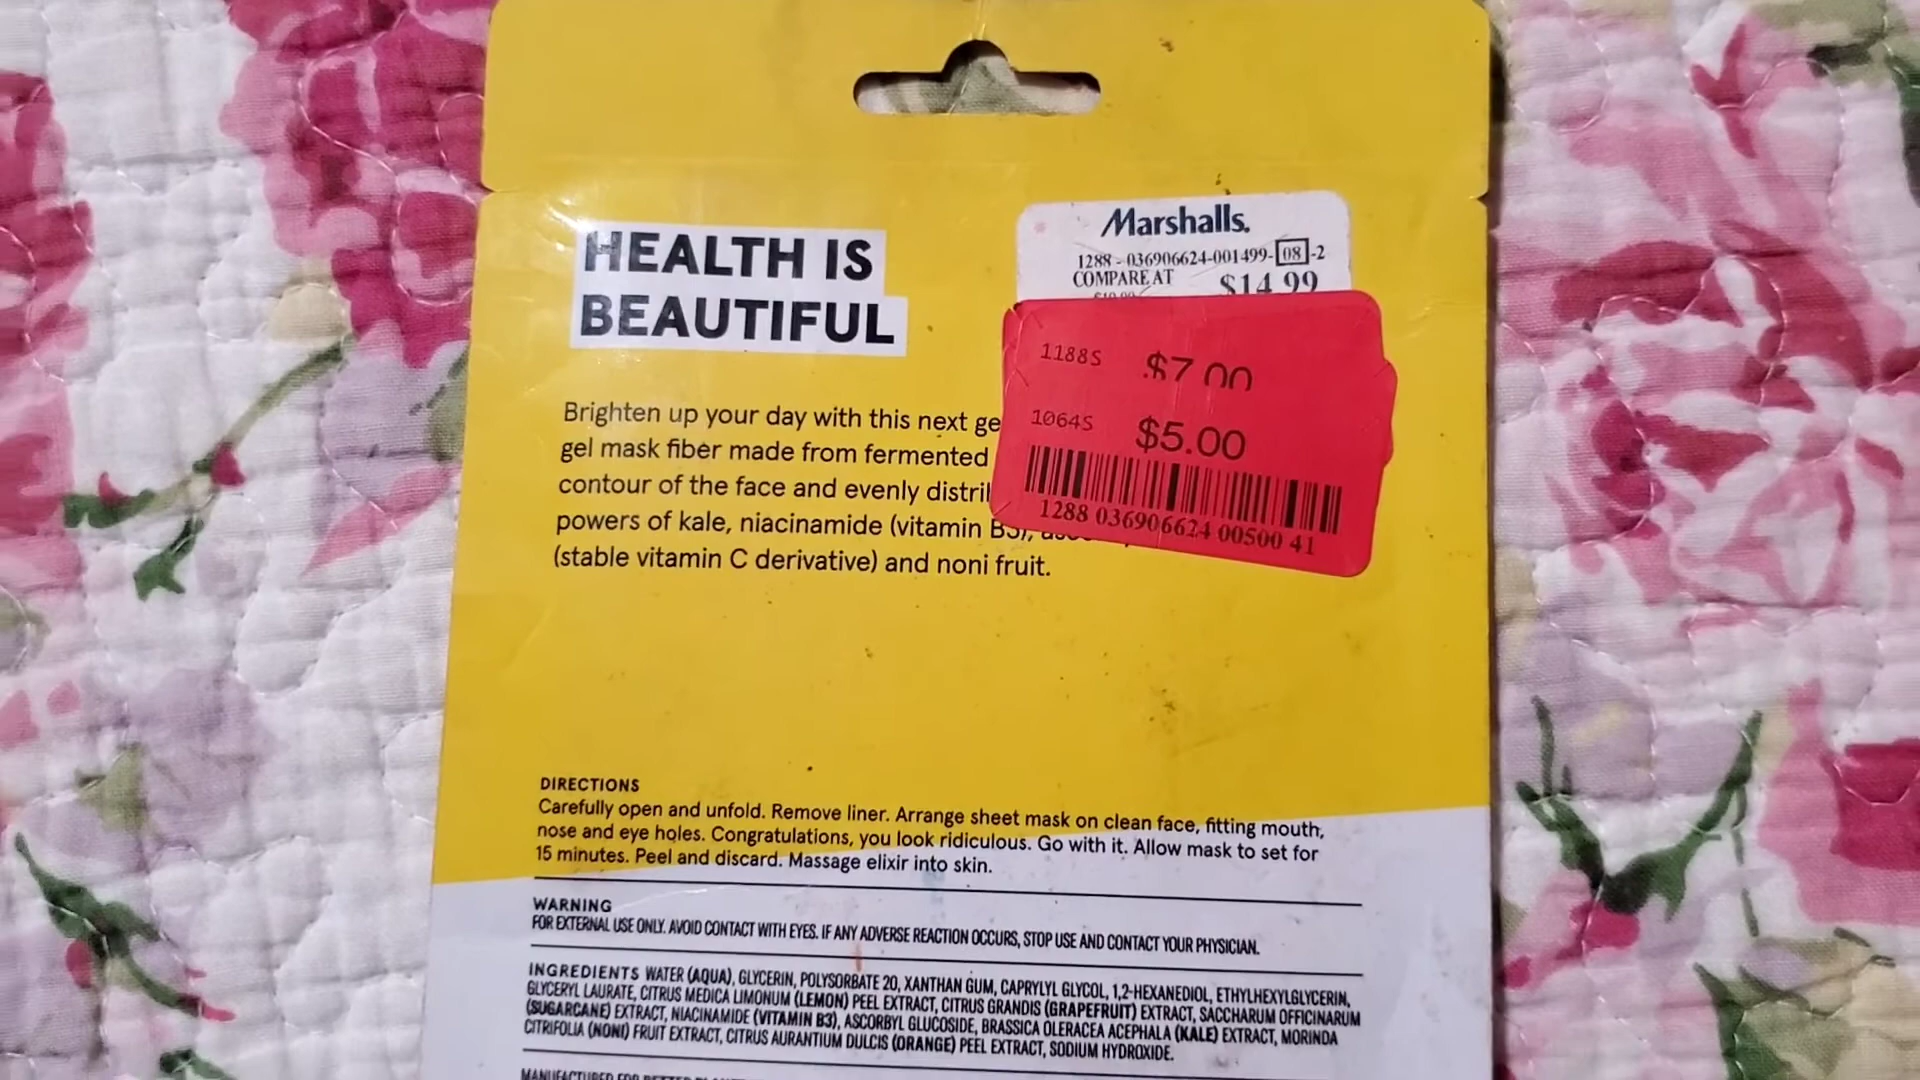 HEALTH IS
BEAUTIFUL
Marshalls.
1288 - 036906624-001499-08-2
COMPARE AT
$14.99
1188S $7.00
1064S $5.00
1288 036906624 00500 41
Brighten up your day with this next ge
gel mask fiber made from fermented
contour of the face and evenly
powers of kale, niacinamide (vitamin B3),
(stable vitamin C derivative) and noni fruit.
DIRECTIONS
Carefully open and unfold. Remove liner. Arrange sheet mask on clean face, fitting mouth,
nose and eye holes. Congratulations, you look ridiculous. Go with it. Allow mask to set for
15 minutes. Peel and discard. Massage elixir into skin.
WARNING
FOR EXTERNAL USE ONLY. AVOID CONTACT WITH EYES. IF ANY ADVERSE REACTION OCCURS, STOP USE AND CONTACT YOUR PHYSICIAN.
INGREDIENTS WATER (AQUA), GLYCERIN, POLYSORBATE 20, XANTHAN GUM, CAPRYLYL GLYCOL, 1,2-HEXANEDIOL, ETHYLHEXYLGLYCERIN,
GLYCERYL LAURATE, CITRUS MEDICA LIMONUM (LEMON) PEEL EXTRACT, CITRUS GRANDIS (GRAPEFRUIT) EXTRACT, SACCHARUM OFFICINARUM
(SUGARCANE) EXTRACT, NIACINAMIDE (VITAMIN B3), ASCORBYL GLUCOSIDE, BRASSICA OLERACEA ACEPHALA (KALE) EXTRACT, MORINDA
CITRIFOLIA (NONI) FRUIT EXTRACT, CITRUS AURANTIUM DULCIS (ORANGE) PEEL EXTRACT, SODIUM HYDROXIDE.
MANUFACTURED FOR